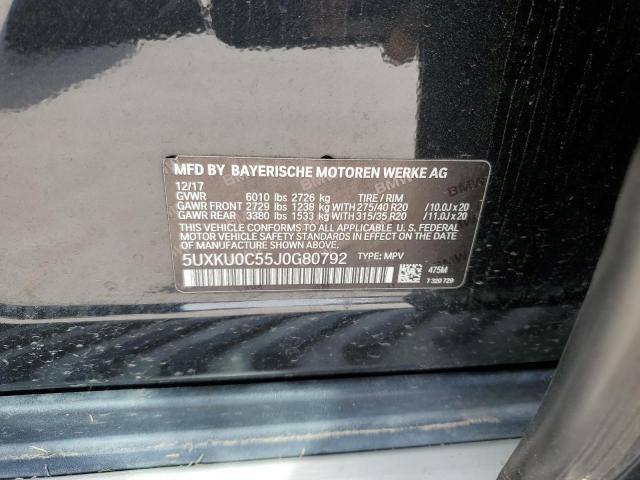 MFD BY BAYERISCHE MOTOREN WERKE AG
12/17
GVWR 6010 lbs 2726 kg TIRE / RIM
GAWR FRONT 2729 lbs 1238 kg WITH 275/40 R20 /10.0J x 20
GAWR REAR 3380 lbs 1533 kg WITH 315/35 R20 /11.0J x 20
THIS VEHICLE CONFORMS TO ALL APPLICABLE U.S. FEDERAL
MOTOR VEHICLE SAFETY STANDARDS IN EFFECT ON
THE DATE OF MANUFACTURE SHOWN ABOVE.
5UXKU0C55J0G80792 TYPE: MPV
475M
7 320 729